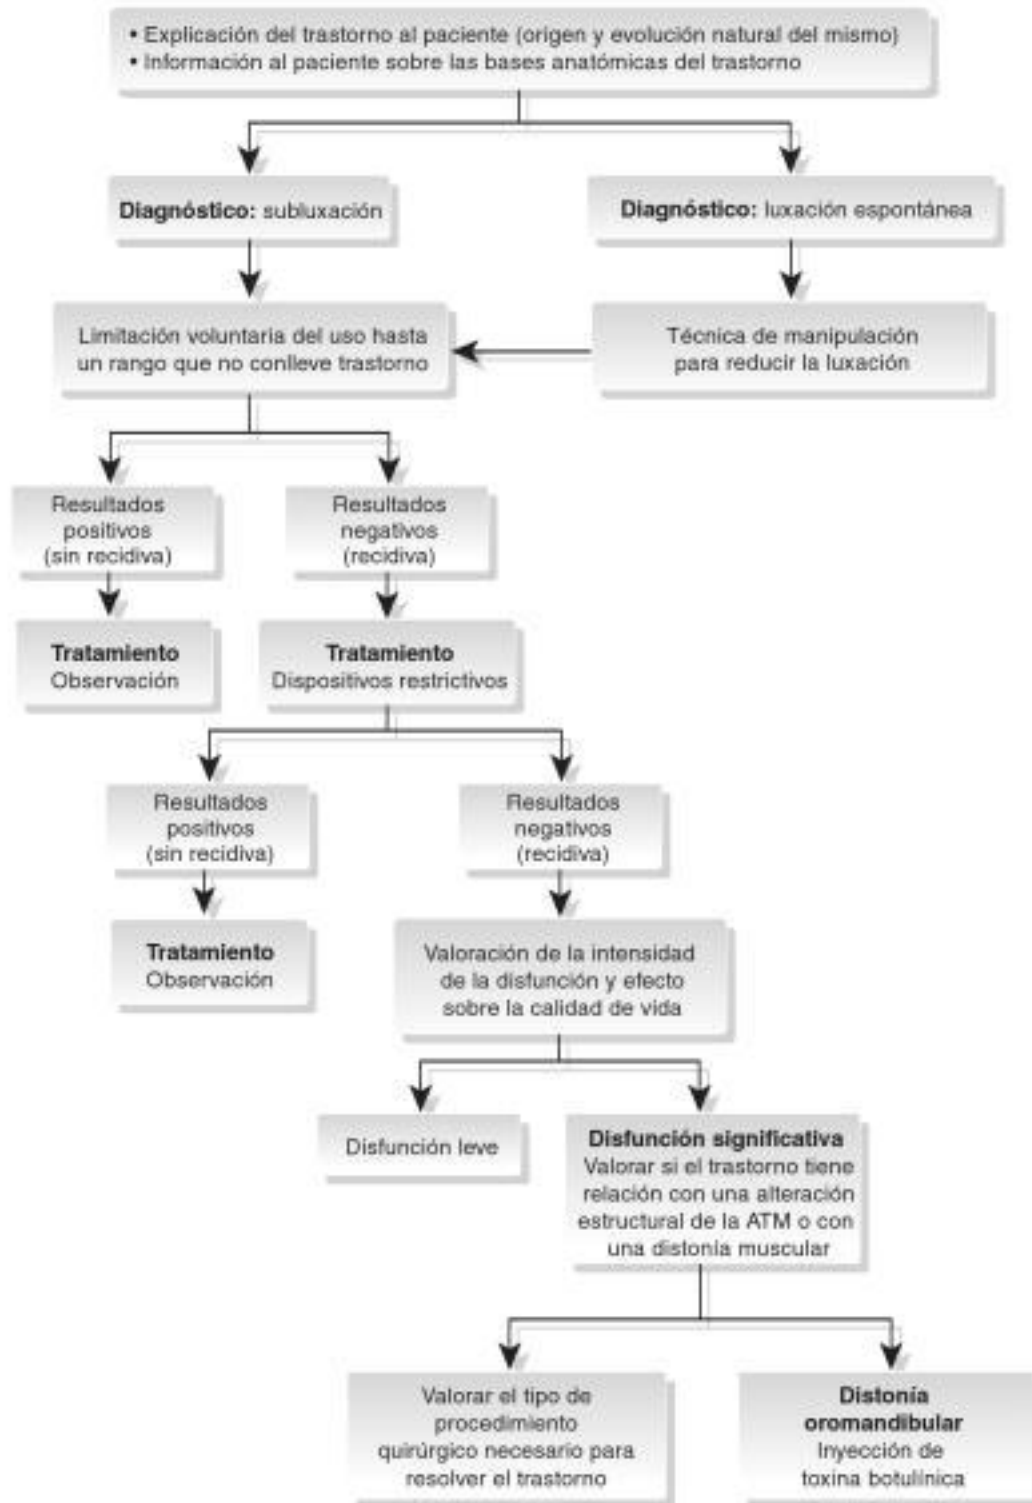 • Explicación del trastorno al paciente (origen y evolución natural del mismo)
• Información al paciente sobre las bases anatómicas del trastorno
Diagnóstico: subluxación
Diagnóstico: luxación espontánea
Limitación voluntaria del uso hasta
un rango que no conlleve trastorno
Técnica de manipulación
para reducir la luxación
Resultados
positivos
(sin recidiva)
Resultados
negativos
(recidiva)
Tratamiento
Observación
Tratamiento
Dispositivos restrictivos
Resultados
positivos
(sin recidiva)
Resultados
negativos
(recidiva)
Tratamiento
Observación
Valoración de la intensidad
de la disfunción y efecto
sobre la calidad de vida
Disfunción leve
Disfunción significativa
Valorar si el trastorno tiene
relación con una alteración
estructural de la ATM o con
una distonía muscular
Valorar el tipo de
procedimiento
quirúrgico necesario para
resolver el trastorno
Distonía
oromandibular
Inyección de
toxina botulínica